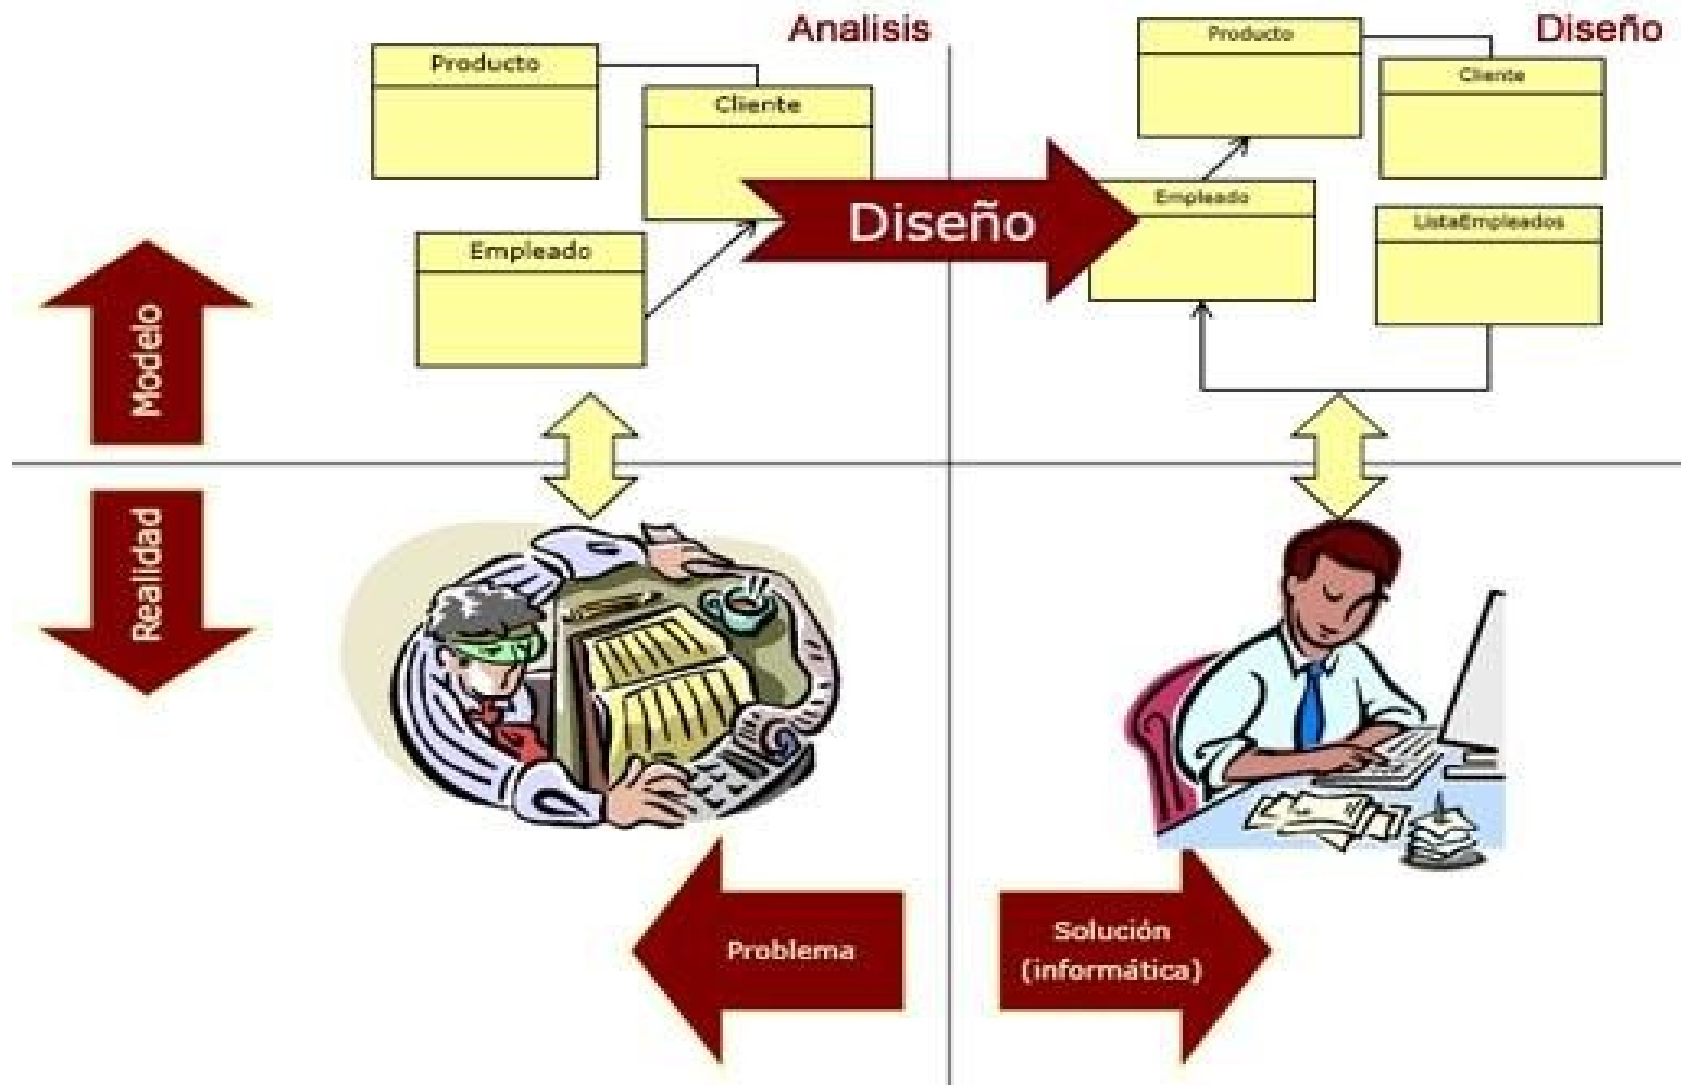 Analisis
Diseño
Producto
Cliente
Empleado
Diseño
Producto
Cliente
Empleado
ListaEmpleados
Modelo
Realidad
Problema
Solución
(informática)